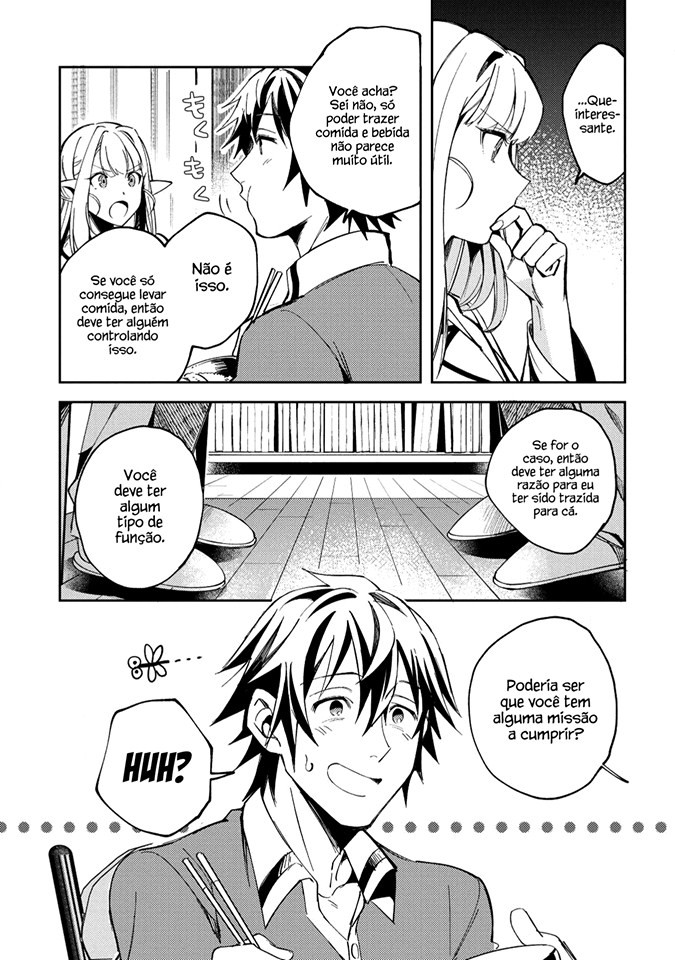 ...Que-
interes-
sante.
Você acha?
Sei não, só
poder trazer
comida e bebida
não parece
muito útil.
もくもく
Não é
isso.
Se você só
consegue levar
comida, então
deve ter alguém
controlando
isso.
Se for o
caso, então
deve ter alguma
razão para eu
ter sido trazida
para cá.
Você
deve ter
algum
tipo de
função.
Poderia ser
que você tem
alguma missão
a cumprir?
HUH?